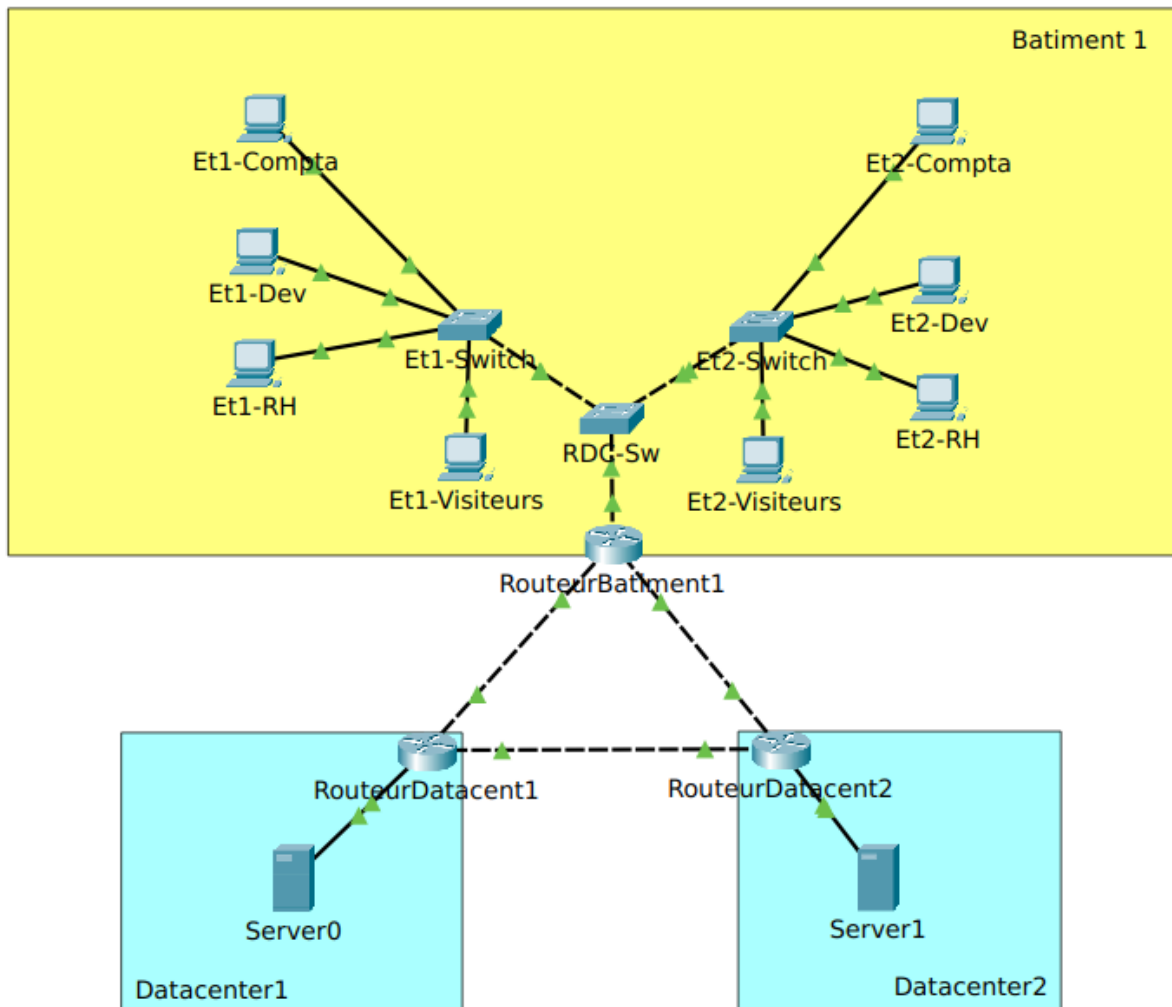 Batiment 1
Et1-Compta
Et2-Compta
Et1-Dev
Et2-Dev
Et1-Switch
Et2-Switch
Et1-RH
Et2-RH
RDC-Sw
Et1-Visiteurs
Et2-Visiteurs
RouteurBatiment1
RouteurDatacent1
RouteurDatacent2
Server0
Server1
Datacenter1
Datacenter2